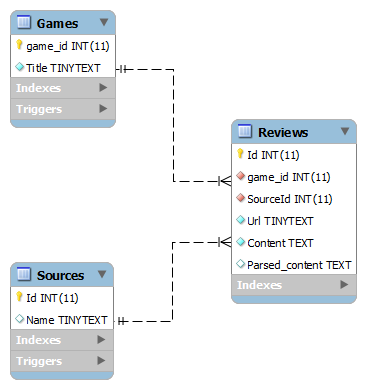 Games
game_id INT(11)
Title TINYTEXT
Indexes
Triggers
Reviews
Id INT(11)
game_id INT(11)
SourceId INT(11)
Url TINYTEXT
Content TEXT
Parsed_content TEXT
Indexes
Sources
Id INT(11)
Name TINYTEXT
Indexes
Triggers